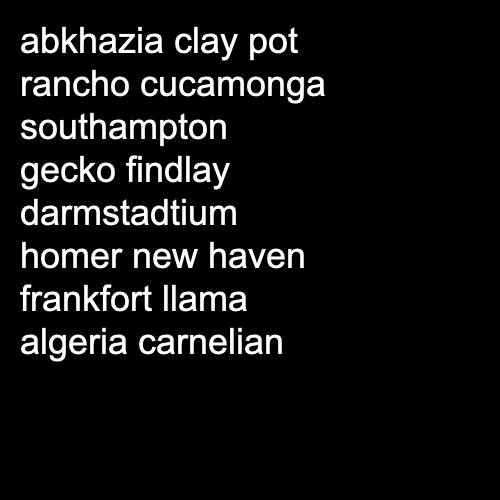 abkhazia clay pot
rancho cucamonga
southampton
gecko findlay
darmstadtium
homer new haven
frankfort llama
algeria carnelian